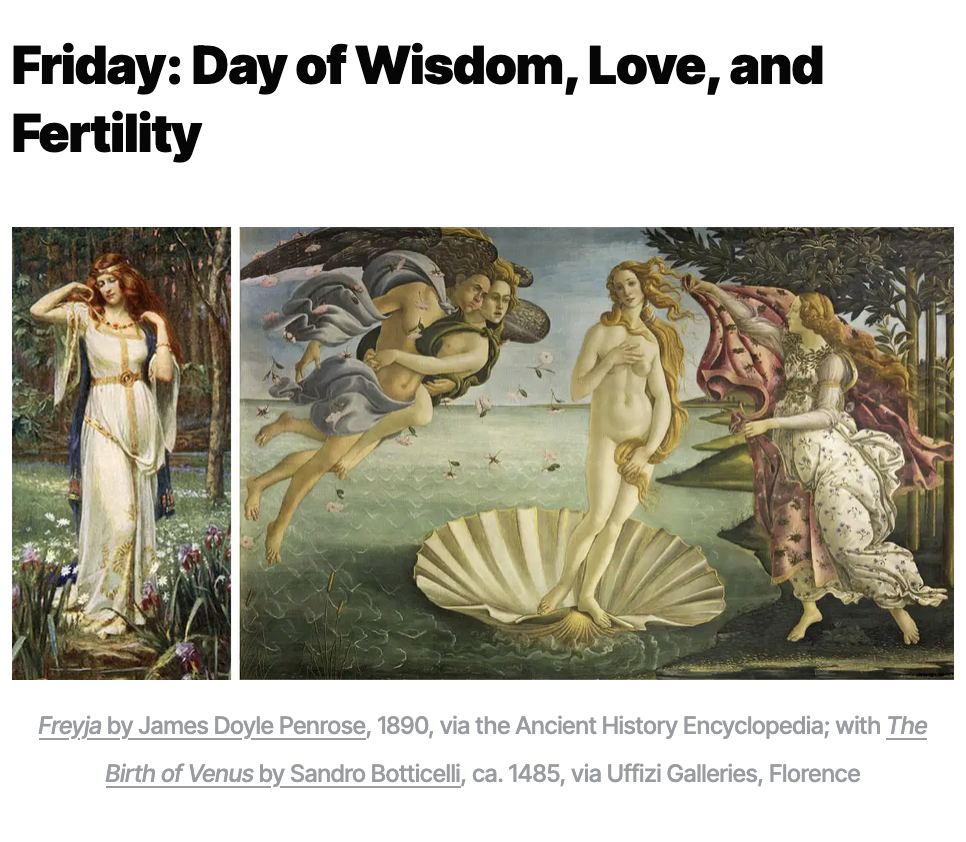 Friday: Day of Wisdom, Love, and
Fertility
Freyja by James Doyle Penrose, 1890, via the Ancient History Encyclopedia; with The
Birth of Venus by Sandro Botticelli, ca. 1485, via Uffizi Galleries, Florence